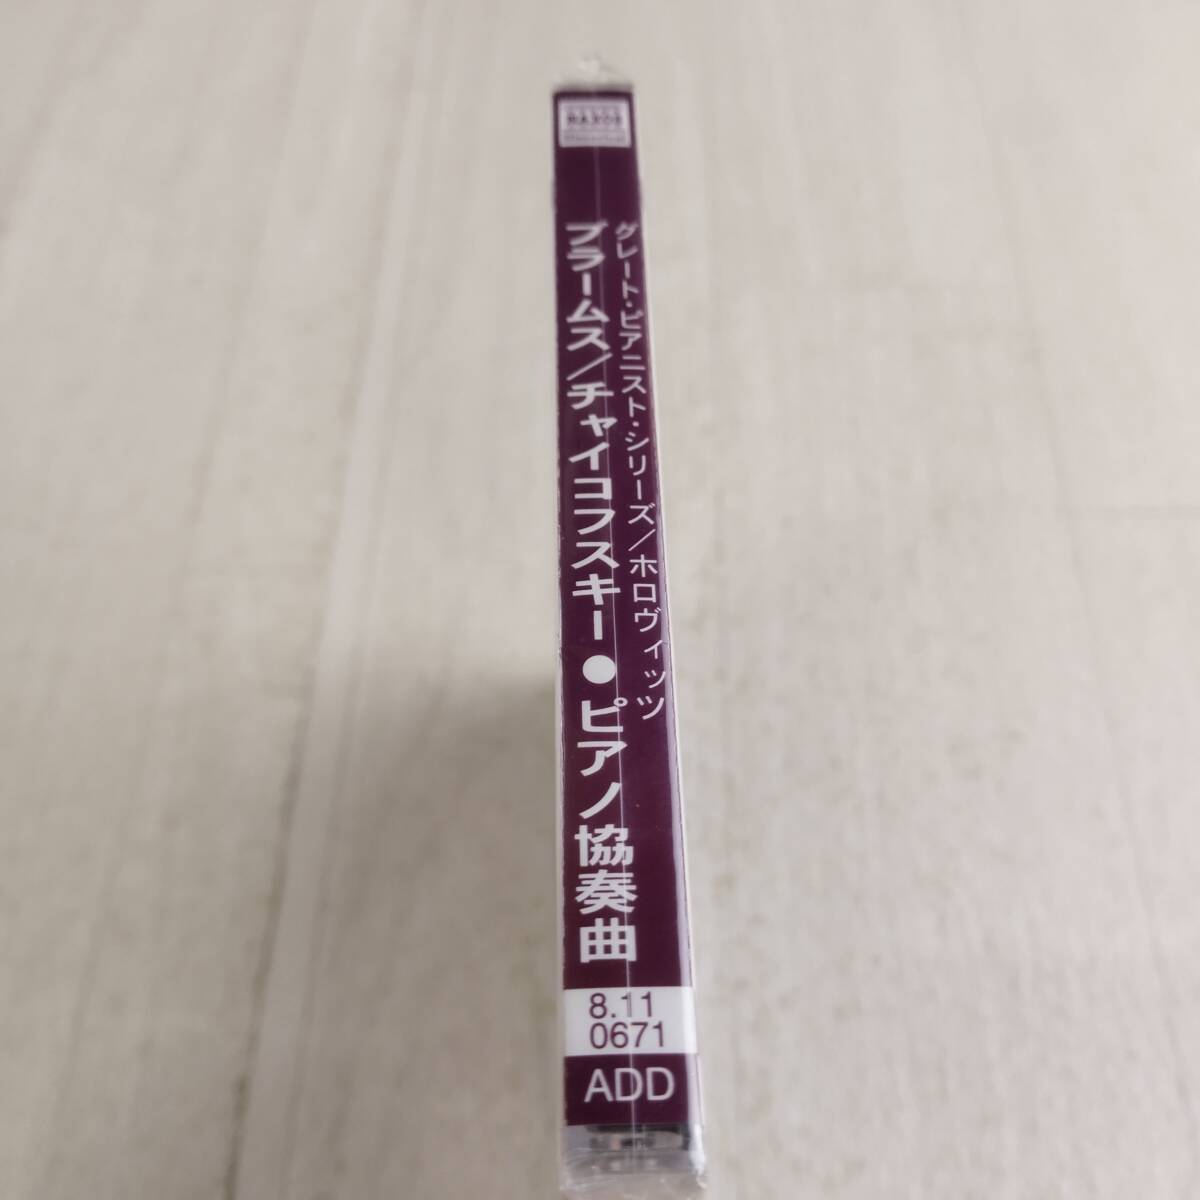 NAXOS
Historical
グレート・ピアニスト・シリーズ/ホロヴィッツ
ブラームス/チャイコフスキー●ピアノ協奏曲
8.11
0671
ADD